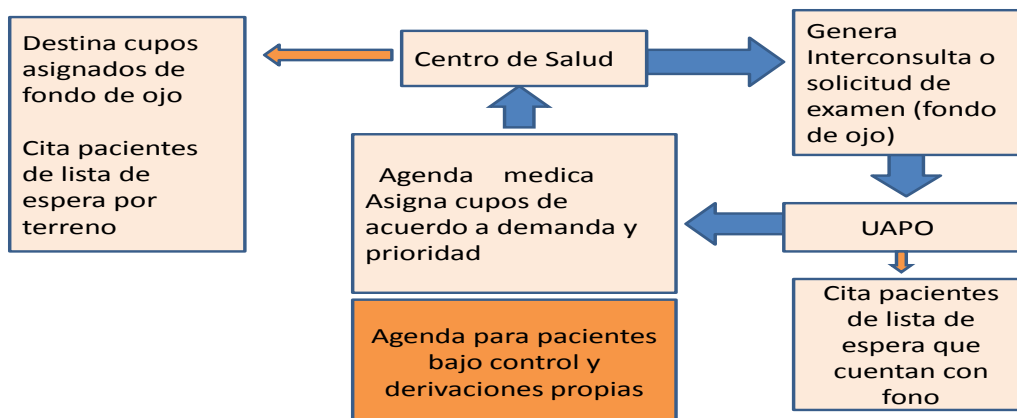 Destina cupos
asignados de
fondo de ojo
Cita pacientes
de lista de
espera por
terreno
Centro de Salud
Genera
Interconsulta o
solicitud de
examen (fondo
de ojo)
Agenda medica
Asigna cupos de
acuerdo a demanda y
prioridad
UAPO
Agenda para pacientes
bajo control y
derivaciones propias
Cita pacientes
de lista de
espera que
cuentan con
fono